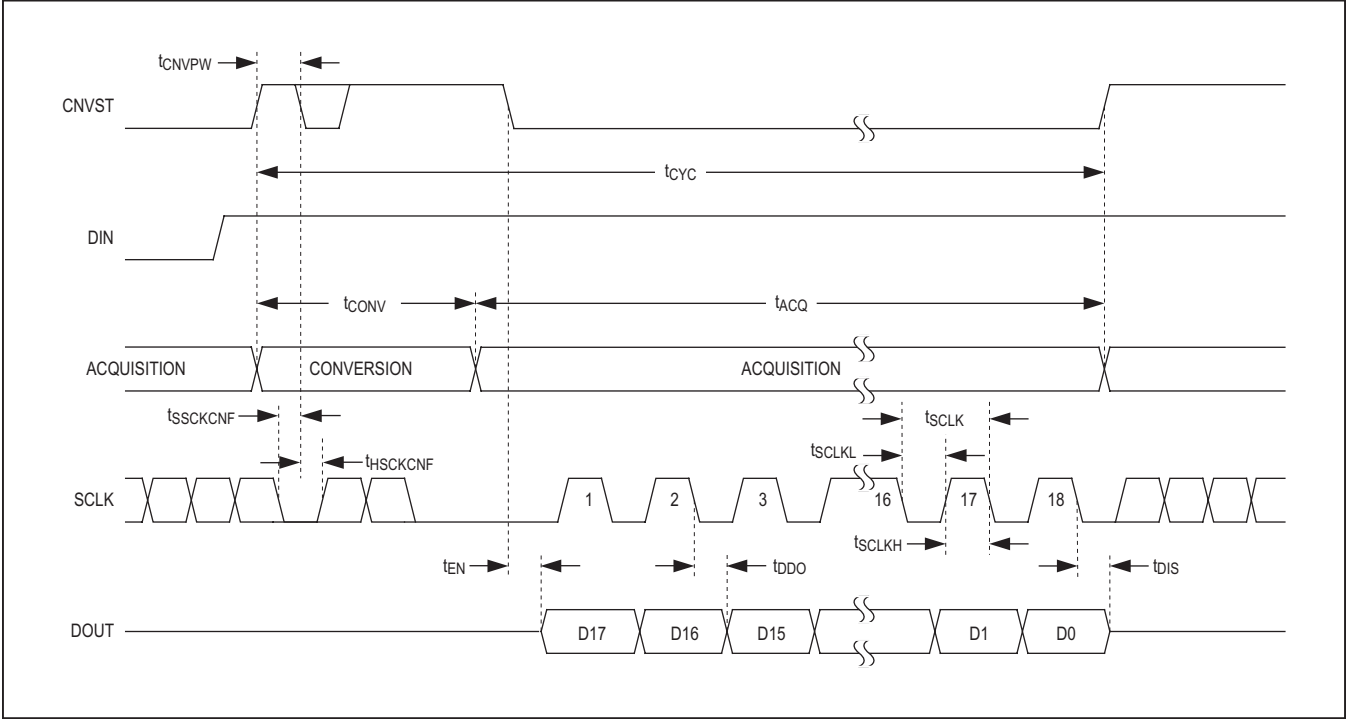 tCNVPW
CNVST
tCYC
DIN
tCONV tACQ
ACQUISITION CONVERSION ACQUISITION
tSSCKCNF tSCLK
tHSCKCNF tSCLKL
SCLK 1 2 3 16 17 18
tSCLKH
tEN tDDO tDIS
DOUT D17 D16 D15 D1 D0